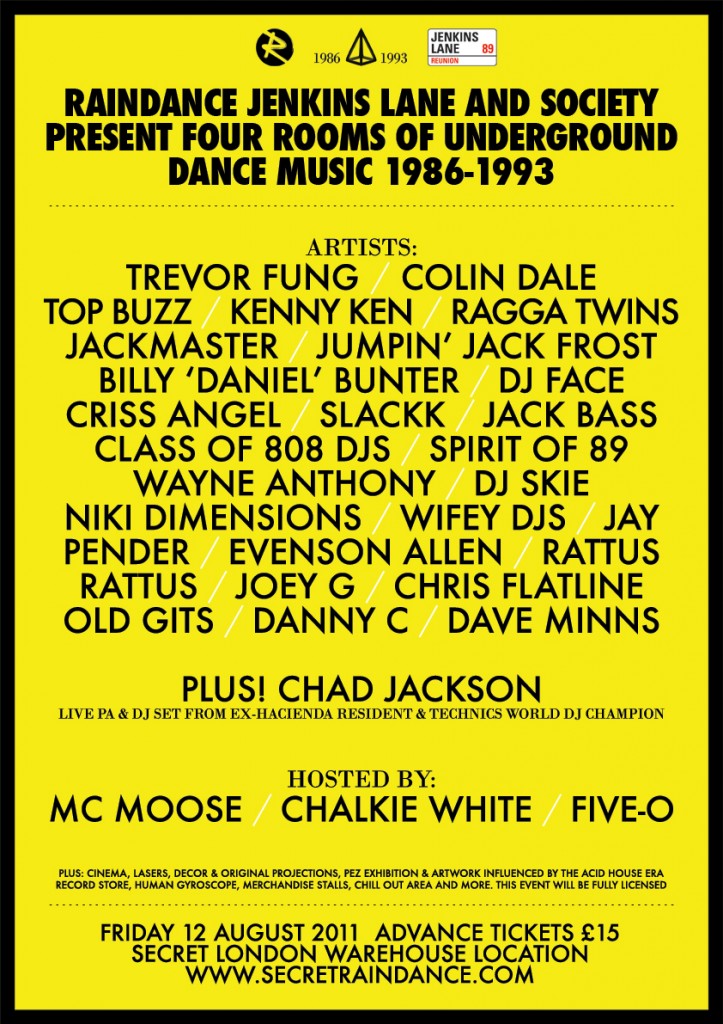 1986 1993
JENKINS
LANE 89
REUNION
RAINDANCE JENKINS LANE AND SOCIETY
PRESENT FOUR ROOMS OF UNDERGROUND
DANCE MUSIC 1986-1993
ARTISTS:
TREVOR FUNG / COLIN DALE
TOP BUZZ / KENNY KEN / RAGGA TWINS
JACKMASTER / JUMPIN' JACK FROST
BILLY 'DANIEL' BUNTER / DJ FACE
CRISS ANGEL / SLACKK / JACK BASS
CLASS OF 808 DJS / SPIRIT OF 89
WAYNE ANTHONY / DJ SKIE
NIKI DIMENSIONS / WIFEY DJS / JAY
PENDER / EVENSON ALLEN / RATTUS
RATTUS / JOEY G / CHRIS FLATLINE
OLD GITS / DANNY C / DAVE MINNS
PLUS! CHAD JACKSON
LIVE PA & DJ SET FROM EX-HACIENDA RESIDENT & TECHNICS WORLD DJ CHAMPION
HOSTED BY:
MC MOOSE / CHALKIE WHITE / FIVE-O
PLUS: CINEMA, LASERS, DECOR & ORIGINAL PROJECTIONS, PEZ EXHIBITION & ARTWORK INFLUENCED BY THE ACID HOUSE ERA
RECORD STORE, HUMAN GYROSCOPE, MERCHANDISE STALLS, CHILL OUT AREA AND MORE. THIS EVENT WILL BE FULLY LICENSED
FRIDAY 12 AUGUST 2011 ADVANCE TICKETS £15
SECRET LONDON WAREHOUSE LOCATION
WWW.SECRETRAINDANCE.COM